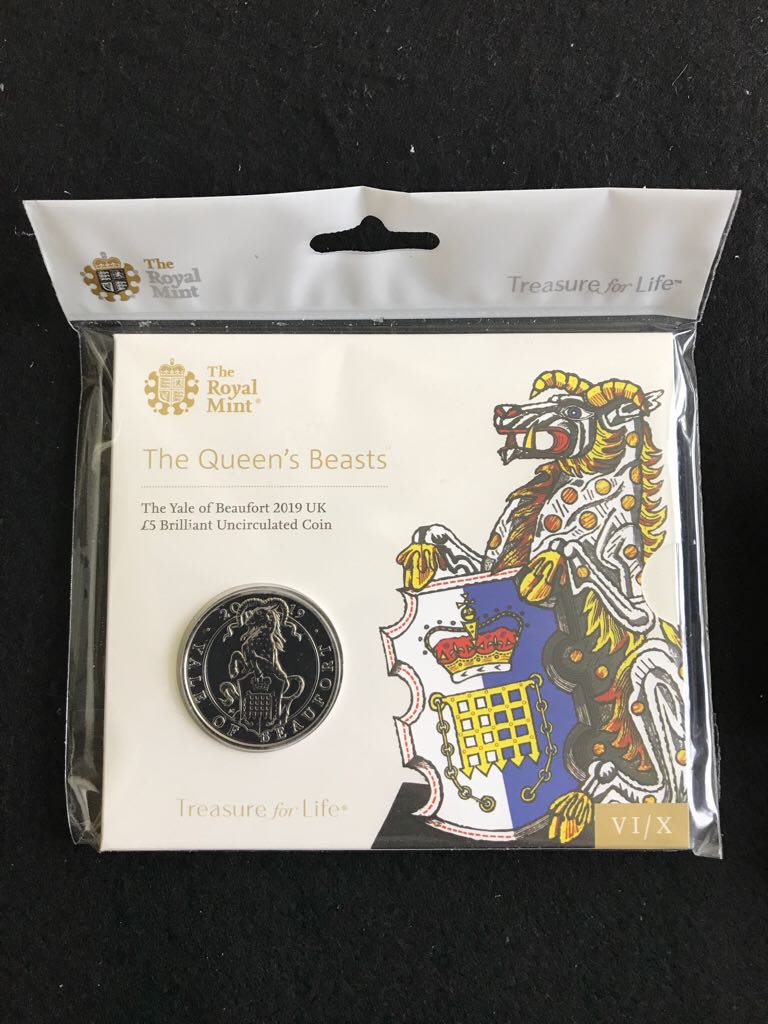 The
Royal
Mint
Treasure for Life™
The
Royal
Mint®
The Queen's Beasts
The Yale of Beaufort 2019 UK
£5 Brilliant Uncirculated Coin
2019
YALE OF BEAUFORT
Treasure for Life®
VI/X